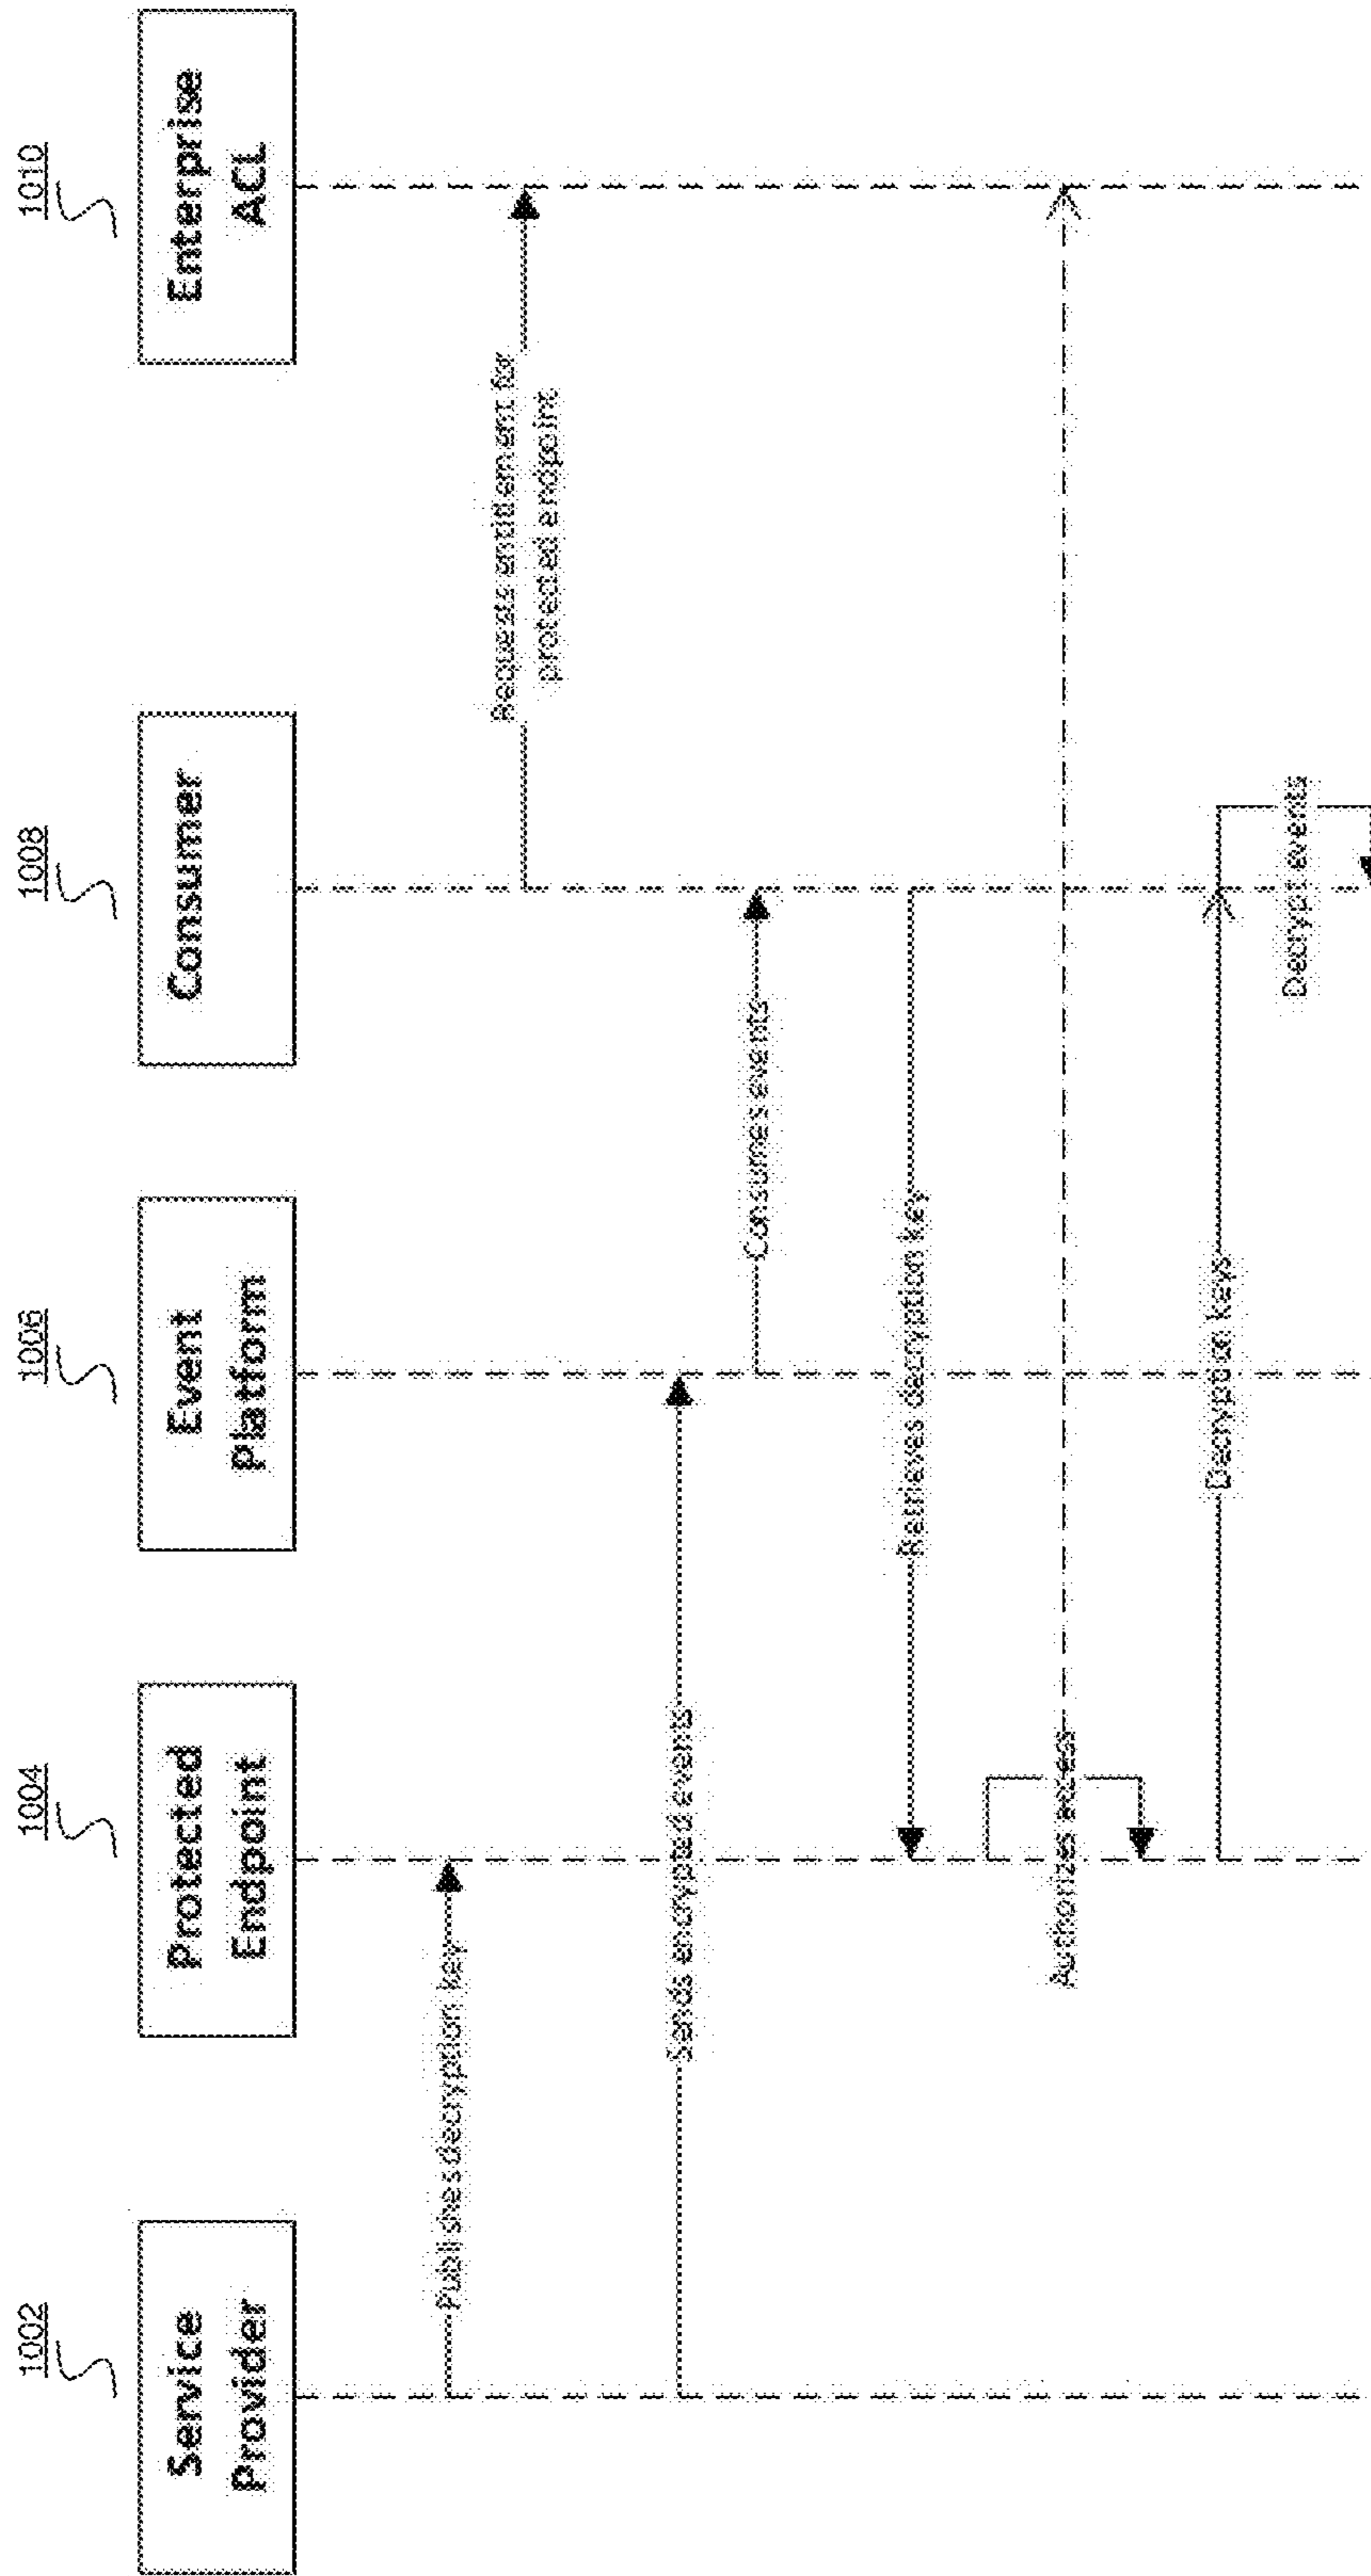 1002
1004
1006
1008
1010
Service
Provider
Protected
Endpoint
Event
Platform
Consumer
Enterprise
ACL
Publishes decryption key
Requests entitlement for
protected endpoint
Sends encrypted events
Consumes events
Retrieves decryption key
Authorizes access
Decryption Keys
Decrypt events